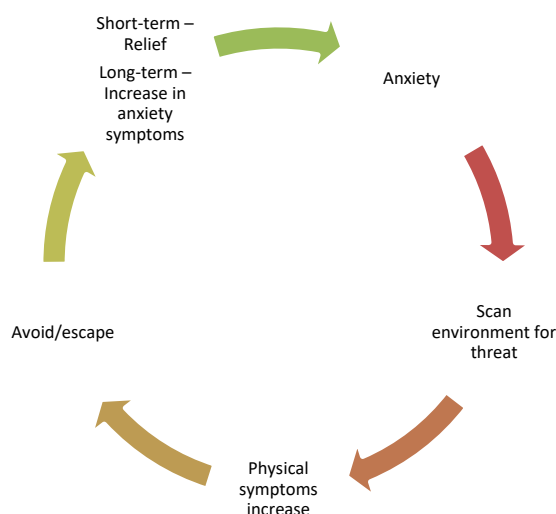 Short-term –
Relief
Long-term –
Increase in
anxiety
symptoms
Anxiety
Scan
environment for
threat
Physical
symptoms
increase
Avoid/escape